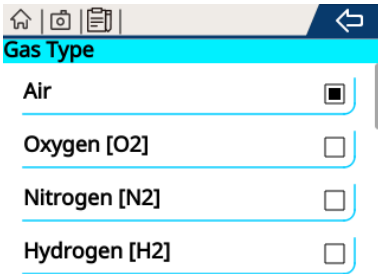 Gas Type
Air
Oxygen [O2]
Nitrogen [N2]
Hydrogen [H2]